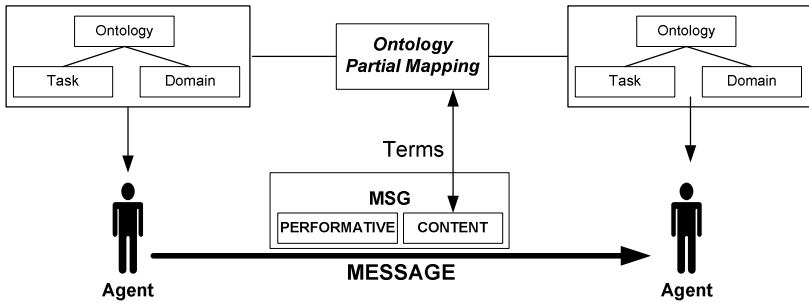 Ontology
Task
Domain
Ontology
Partial Mapping
Ontology
Task
Domain
Terms
MSG
PERFORMATIVE
CONTENT
MESSAGE
Agent
Agent